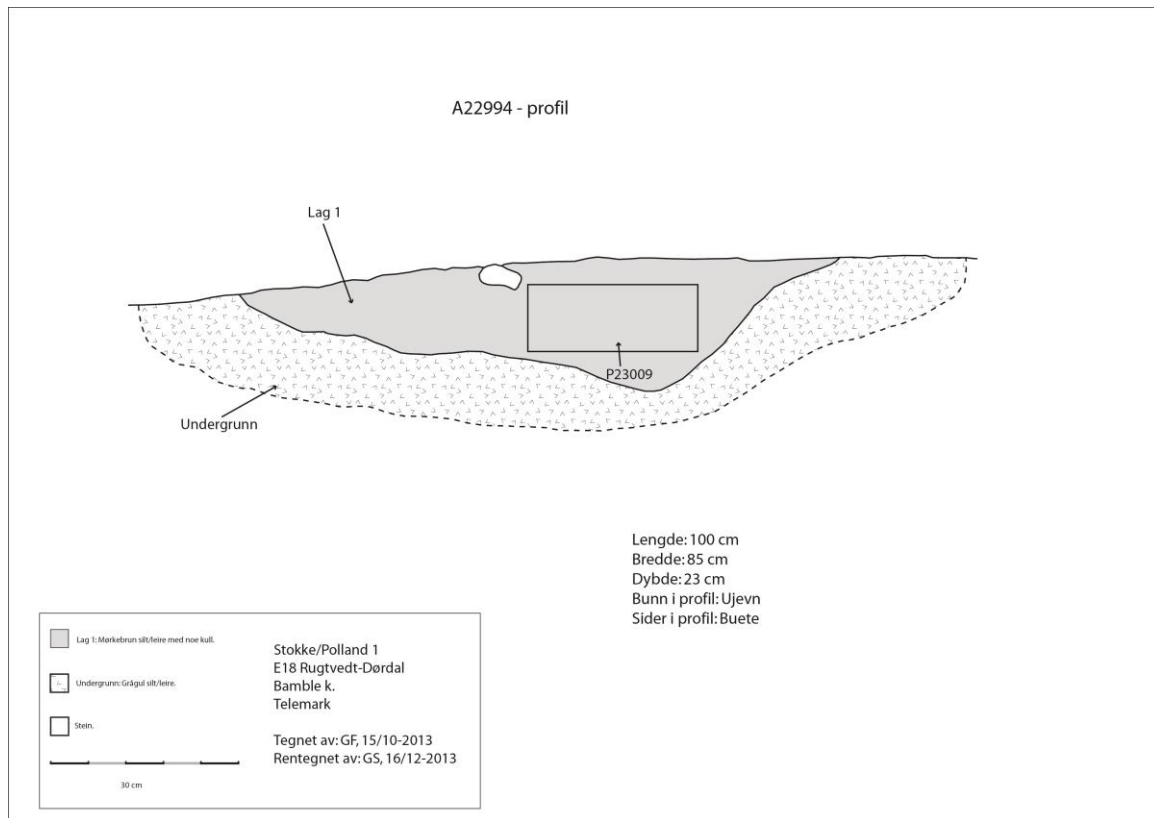 A22994 - profil
Lag 1
P23009
Undergrunn
Lengde: 100 cm
Bredde: 85 cm
Dybde: 23 cm
Bunn i profil: Ujevn
Sider i profil: Buete
Lag 1: Mørkebrun silt/leire med noe kull.
Undergrunn: Grågul silt/leire.
Stein.
30 cm
Stokke/Polland 1
E18 Rugtvedt-Dørdal
Bamble k.
Telemark
Tegnet av: GF, 15/10-2013
Rentegnet av: GS, 16/12-2013